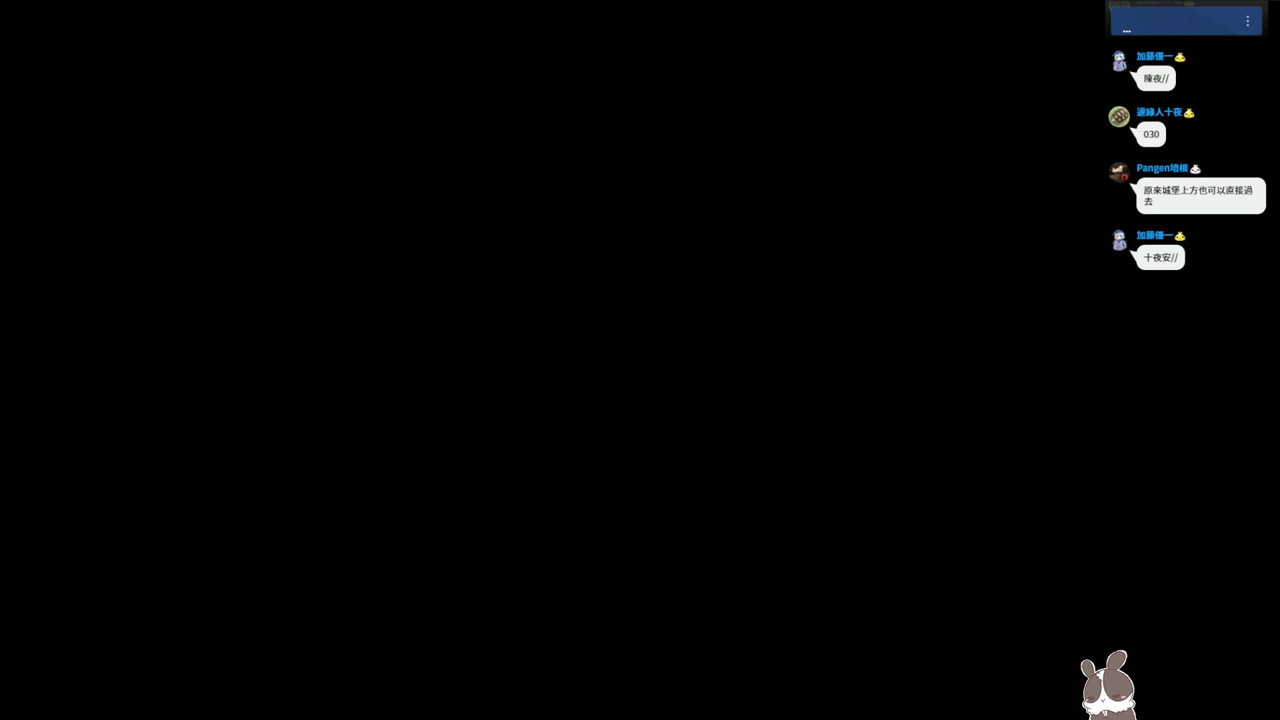 ...
加藤優一
陳夜//
邊緣人十夜
030
Pangen培根
原來城堡上方也可以直接過
去
加藤優一
十夜安//